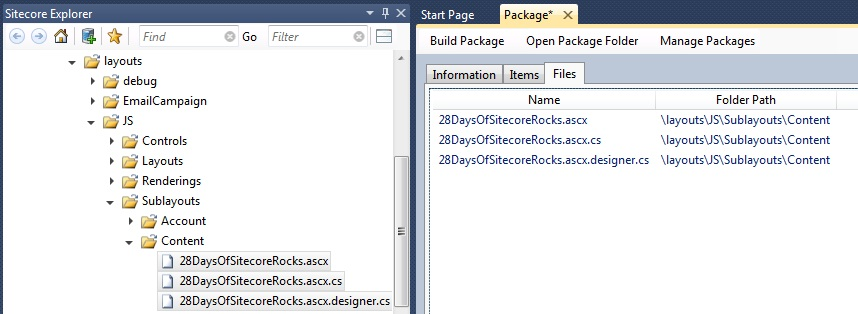 Sitecore Explorer
Find Go Filter
layouts
debug
EmailCampaign
JS
Controls
Layouts
Renderings
Sublayouts
Account
Content
28DaysOfSitecoreRocks.ascx
28DaysOfSitecoreRocks.ascx.cs
28DaysOfSitecoreRocks.ascx.designer.cs
Start Page Package*
Build Package Open Package Folder Manage Packages
Information Items Files
Name Folder Path
28DaysOfSitecoreRocks.ascx \layouts\JS\Sublayouts\Content
28DaysOfSitecoreRocks.ascx.cs \layouts\JS\Sublayouts\Content
28DaysOfSitecoreRocks.ascx.designer.cs \layouts\JS\Sublayouts\Content